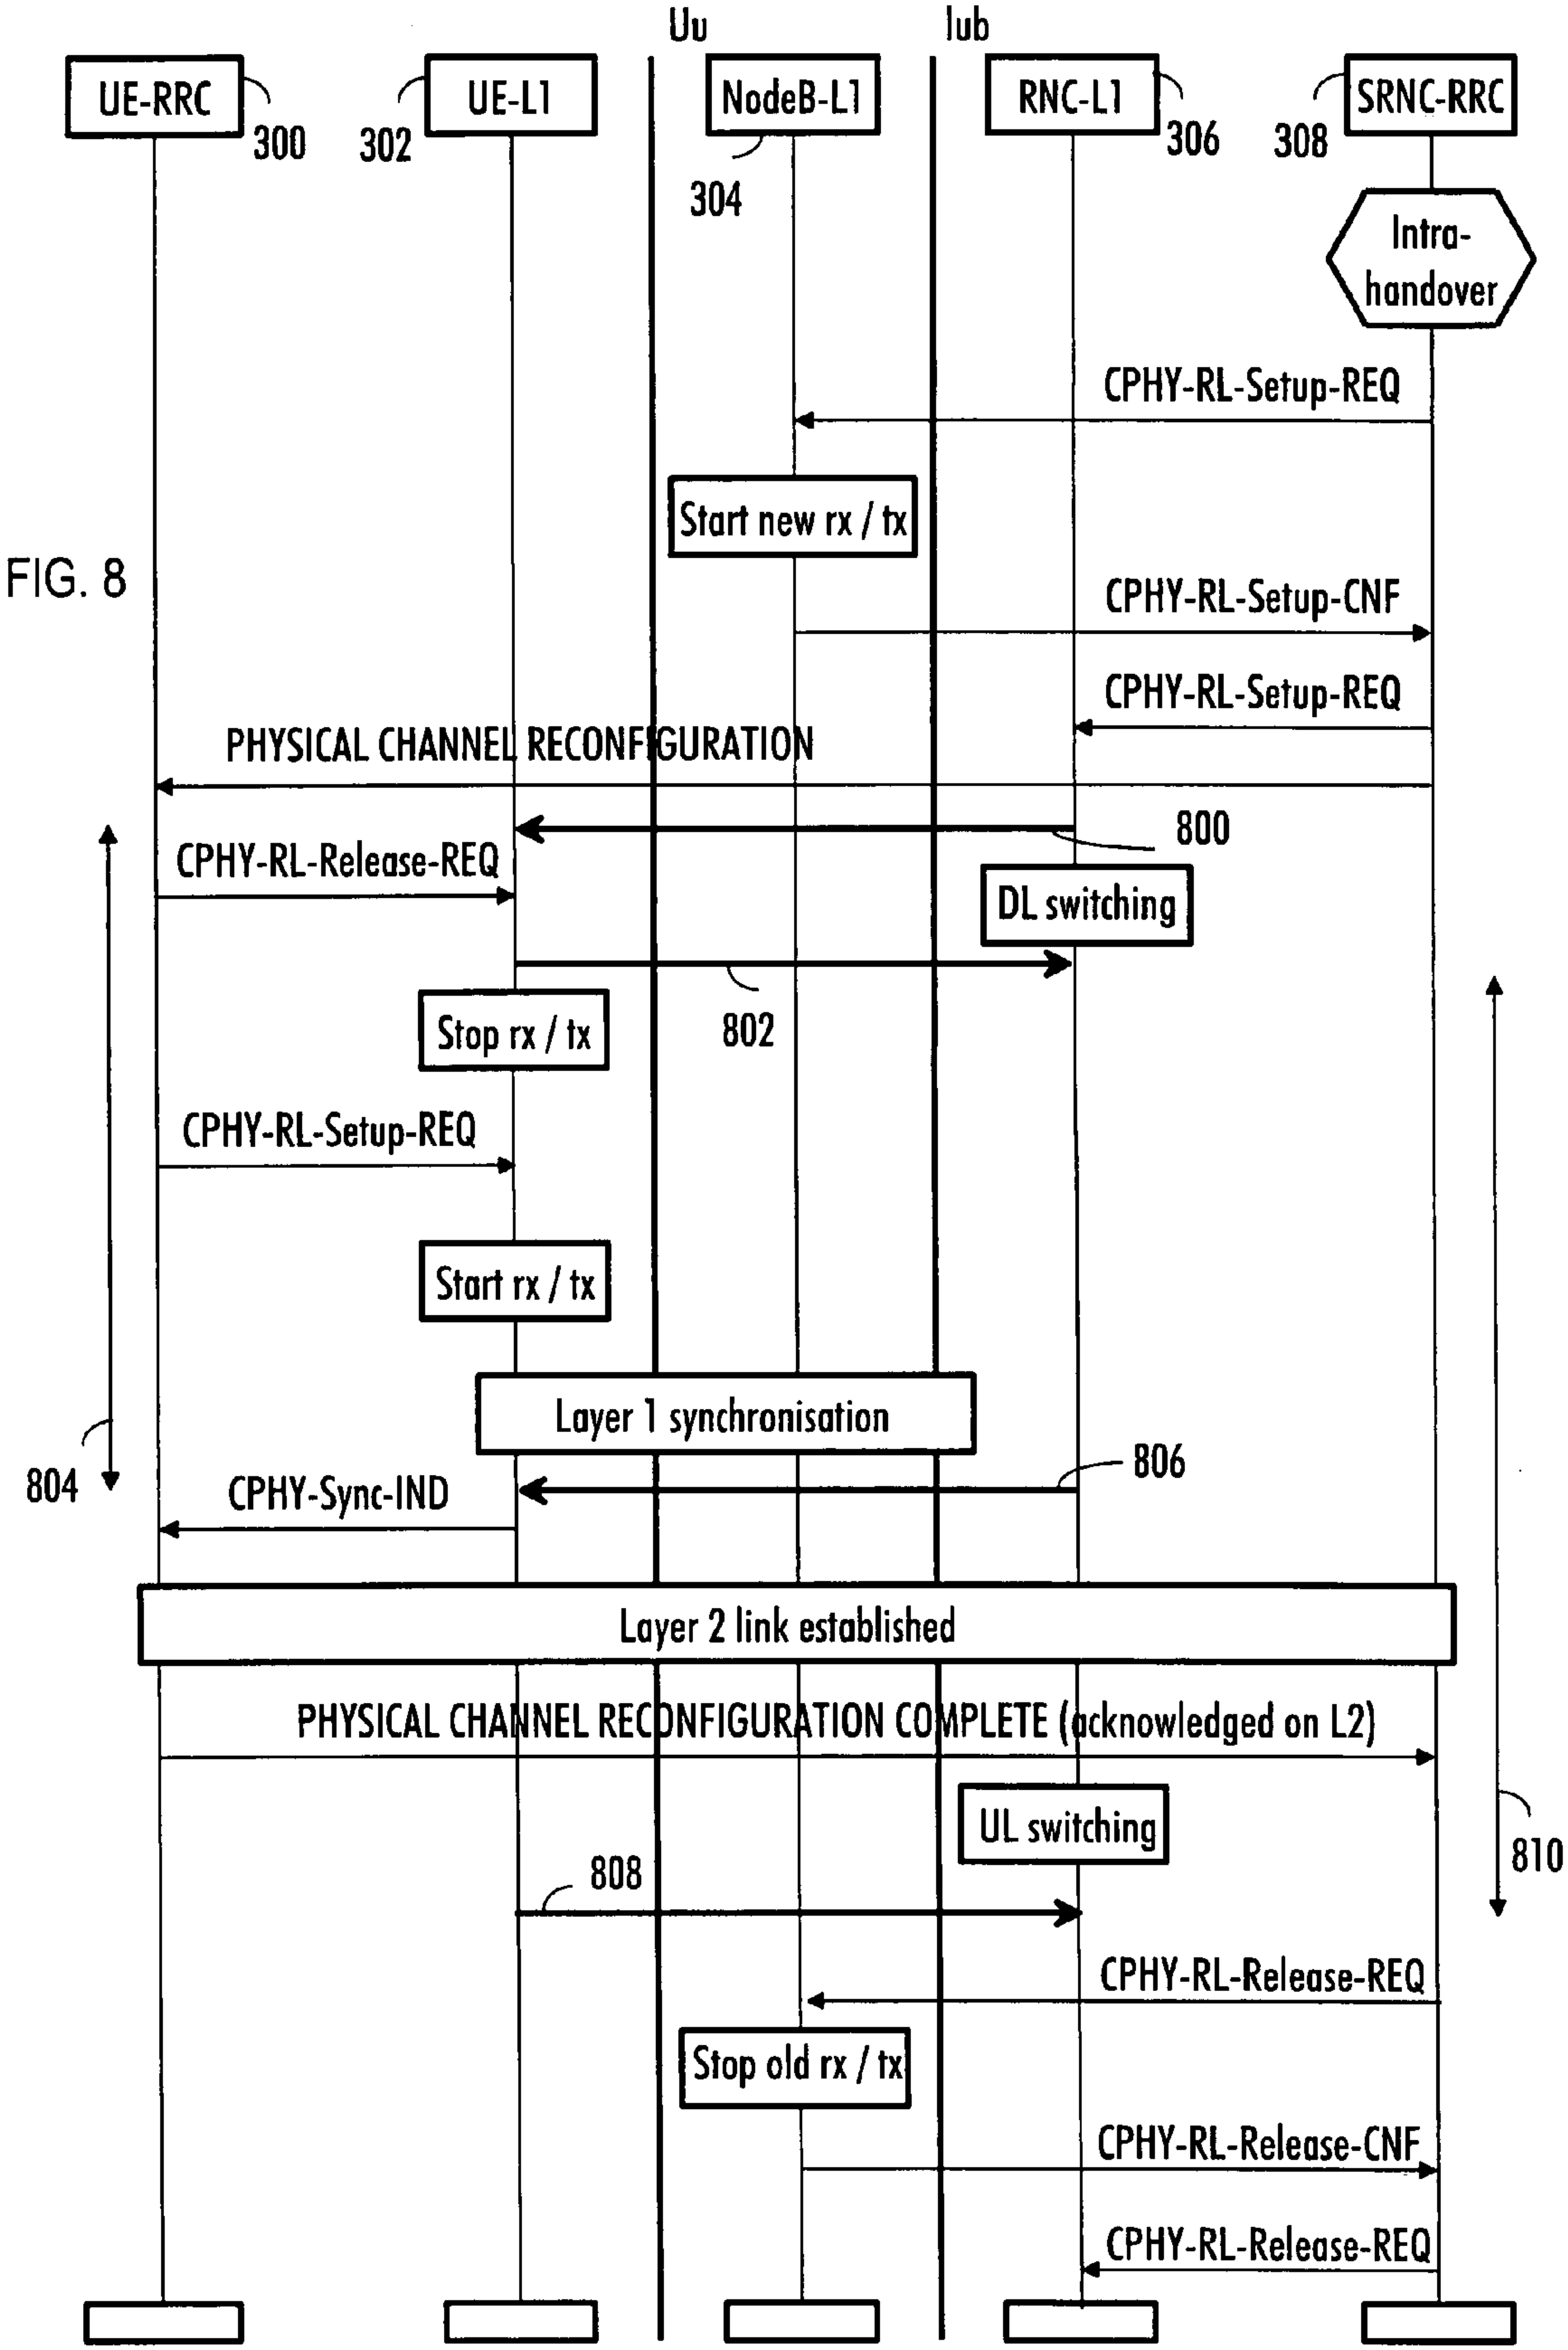 Uu
Iub
UE-RRC
UE-L1
NodeB-L1
RNC-L1
SRNC-RRC
300
302
304
306
308
Intra-
handover
CPHY-RL-Setup-REQ
Start new rx / tx
FIG. 8
CPHY-RL-Setup-CNF
CPHY-RL-Setup-REQ
PHYSICAL CHANNEL RECONFIGURATION
800
CPHY-RL-Release-REQ
DL switching
802
Stop rx / tx
CPHY-RL-Setup-REQ
Start rx / tx
Layer 1 synchronisation
804
806
CPHY-Sync-IND
Layer 2 link established
PHYSICAL CHANNEL RECONFIGURATION COMPLETE (acknowledged on L2)
UL switching
810
808
CPHY-RL-Release-REQ
Stop old rx / tx
CPHY-RL-Release-CNF
CPHY-RL-Release-REQ